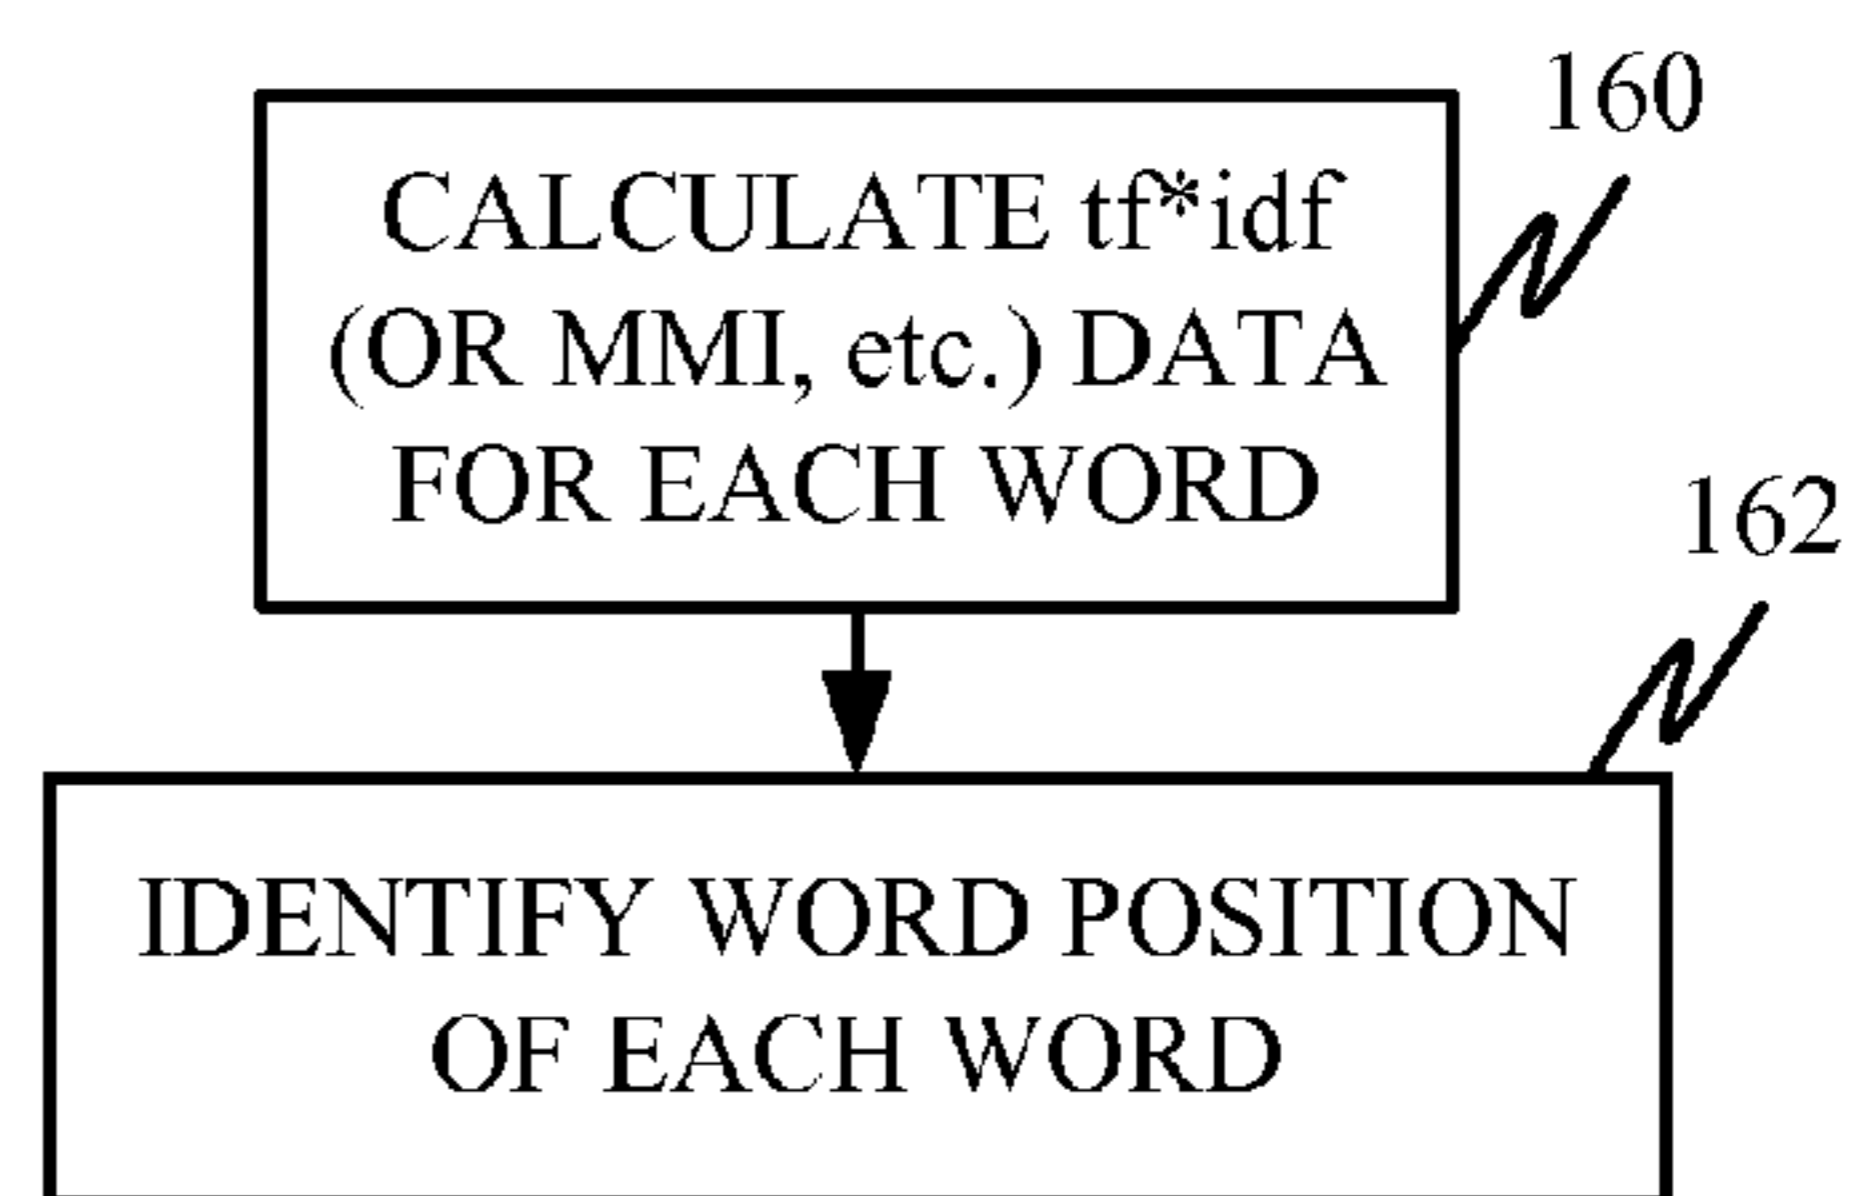 160
CALCULATE tf*idf
(OR MMI, etc.) DATA
FOR EACH WORD
162
IDENTIFY WORD POSITION
OF EACH WORD